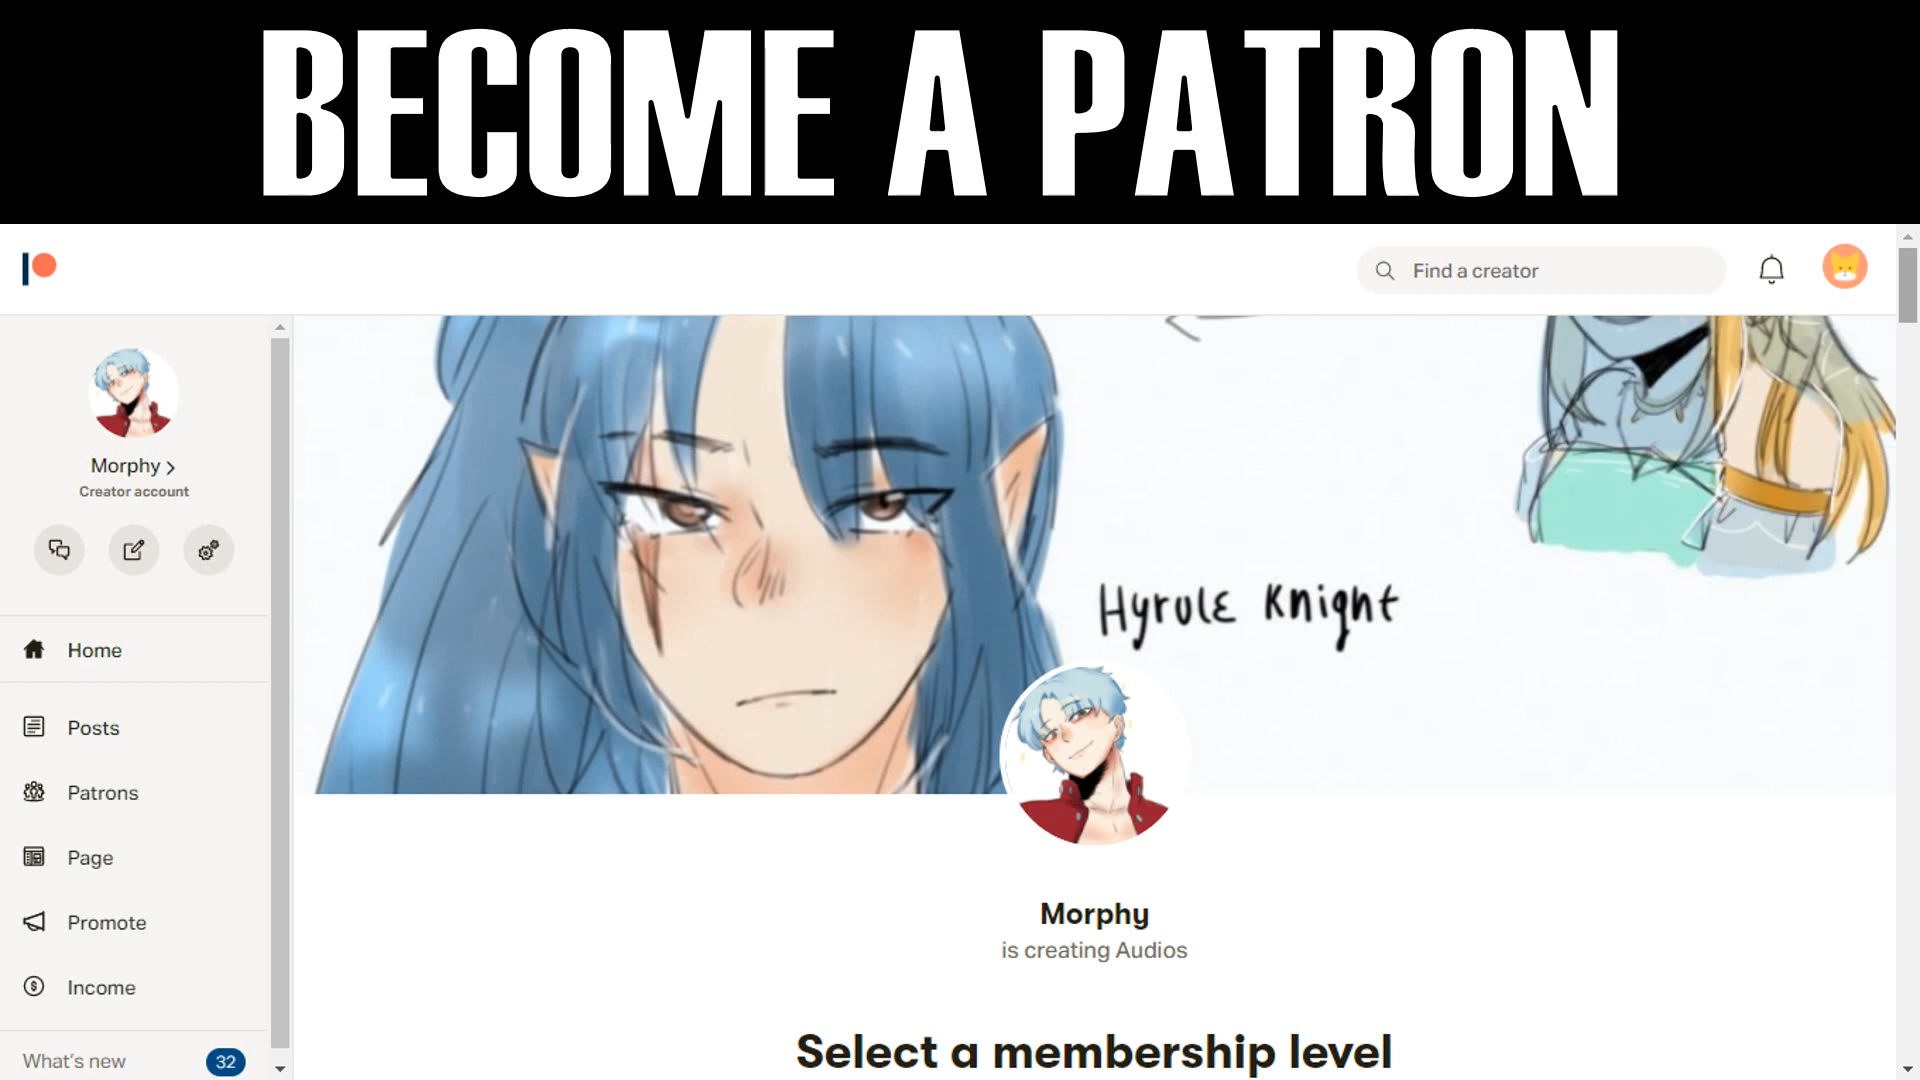 BECOME A PATRON
Find a creator
Morphy
Creator account
Home
Posts
Patrons
Page
Promote
Income
What's new
32
Hyrule Knight
Morphy
is creating Audios
Select a membership level